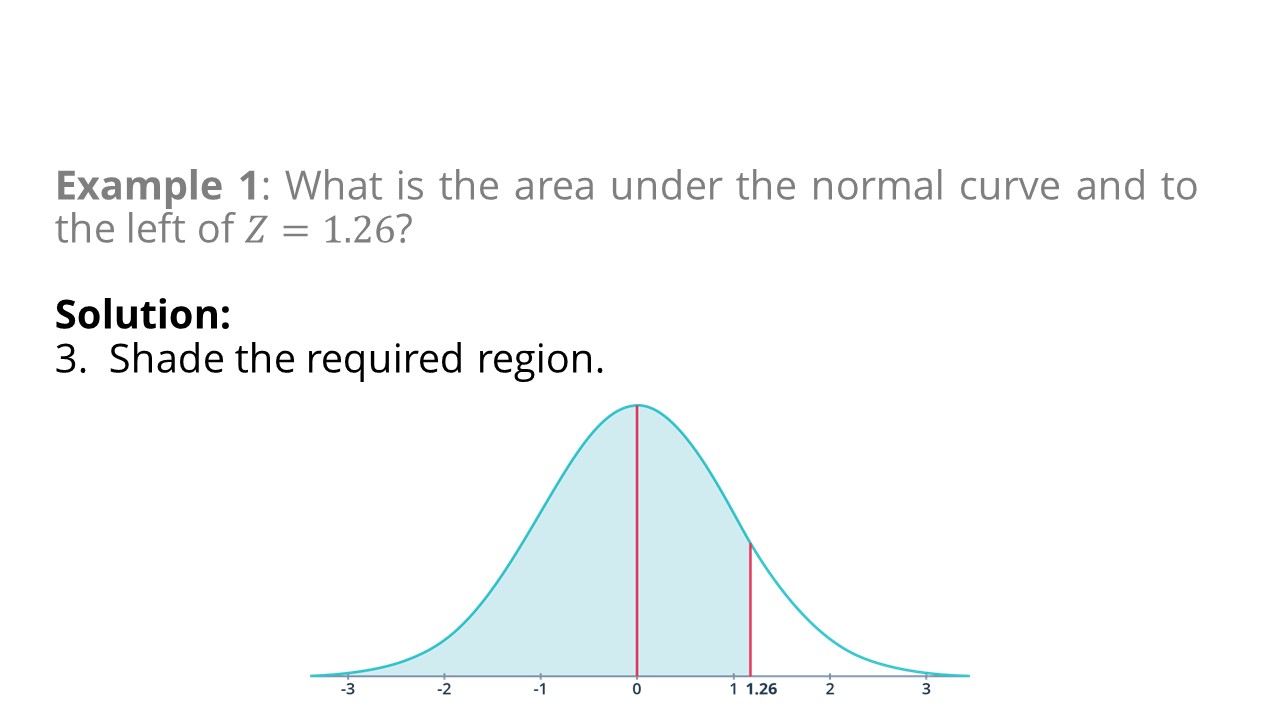 Example 1: What is the area under the normal curve and to
the left of Z = 1.26?
Solution:
3. Shade the required region.
-3 -2 -1 0 1 1.26 2 3